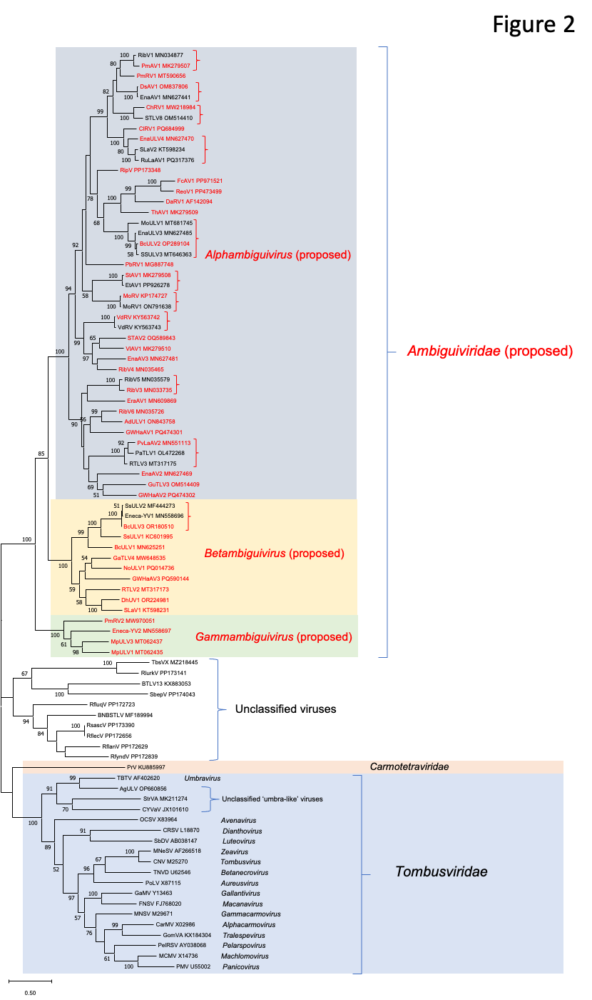 Figure 2
100
RibV1 MN034877
80
PmAV1 MK279507
PmRV1 MT590656
82
DsAV1 OM837806
100
EnaAV1 MN627441
99
ChRV1 MW218984
100
STLV8 OM514410
ClRV1 PQ684999
100
EnaULV4 MN627470
80
SLaV2 KT598234
100
RuLaAV1 PQ317376
RipV PP173348
100
FcAV1 PP971521
99
ReoV1 PP473499
78
100
DaRV1 AF142094
ThAV1 MK279509
68
MoULV1 MT681745
100
EnaULV3 MN627485
99
BcULV2 OP289104
92
58
SSULV3 MT646363
Alphambiguivirus (proposed)
PbRV1 MG887748
100
StAV1 MK279508
EtAV1 PP926278
94
58
MoRV KP174727
100
MoRV1 ON791638
100
VdRV KY563742
VdRV KY563743
99
65
STAV2 OQ589843
VlAV1 MK279510
100
97
EnaAV3 MN627481
Ambiguiviridae (proposed)
RibV4 MN035465
100
RibV5 MN035579
RibV3 MN033735
EraAV1 MN609869
99
RibV6 MN035726
56
90
AdULV1 ON843758
GWHaAV1 PQ474301
92
PvLaAV2 MN551113
100
PaTLV1 OL472268
RTLV3 MT317175
85
EnaAV2 MN627469
69
GuTLV3 OM514409
51
GWHaAV2 PQ474302
51
SsULV2 MF444273
100
Eneca-YV1 MN558696
100
BcULV3 OR180510
99
SsULV1 KC601995
100
BcULV1 MN625251
Betambiguivirus (proposed)
100
54
GaTLV4 MW648535
NoULV1 PQ014736
GWHaAV3 PQ590144
59
RTLV2 MT317173
58
DhUV1 OR224981
100
SLaV1 KT598231
PmRV2 MW970051
100
Eneca-YV2 MN558697
61
MpULV3 MT062437
Gammambiguivirus (proposed)
98
MpULV1 MT062435
100
TbsVX MZ218445
67
RlurkV PP173141
BTLV13 KX883053
100
SbepV PP174043
RfluqV PP172723
Unclassified viruses
94
BNBSTLV MF189994
100
RsascV PP173390
84
RflecV PP172656
RflanV PP172629
RfyndV PP172839
PrV KU885997
Carmotetraviridae
99
TBTV AF402620
Umbravirus
91
AgULV OP660856
StrVA MK211274
Unclassified ‘umbra-like’ viruses
70
CYVaV JX101610
100
OCSV X83964
Avenavirus
91
CRSV L18870
Dianthovirus
89
SbDV AB038147
Luteovirus
100
MNeSV AF266518
Zeavirus
67
CNV M25270
Tombusvirus
52
96
TNVD U62546
Betanecrovirus
Tombusviridae
PoLV X87115
Aureusvirus
97
100
GaMV Y13463
Gallantivirus
FNSV FJ768020
Macanavirus
57
MNSV M29671
Gammacarmovirus
99
CarMV X02986
Alphacarmovirus
76
GomVA KX184304
Tralespevirus
PelRSV AY038068
Pelarspovirus
61
MCMV X14736
Machlomovirus
100
PMV U55002
Panicovirus
0.50